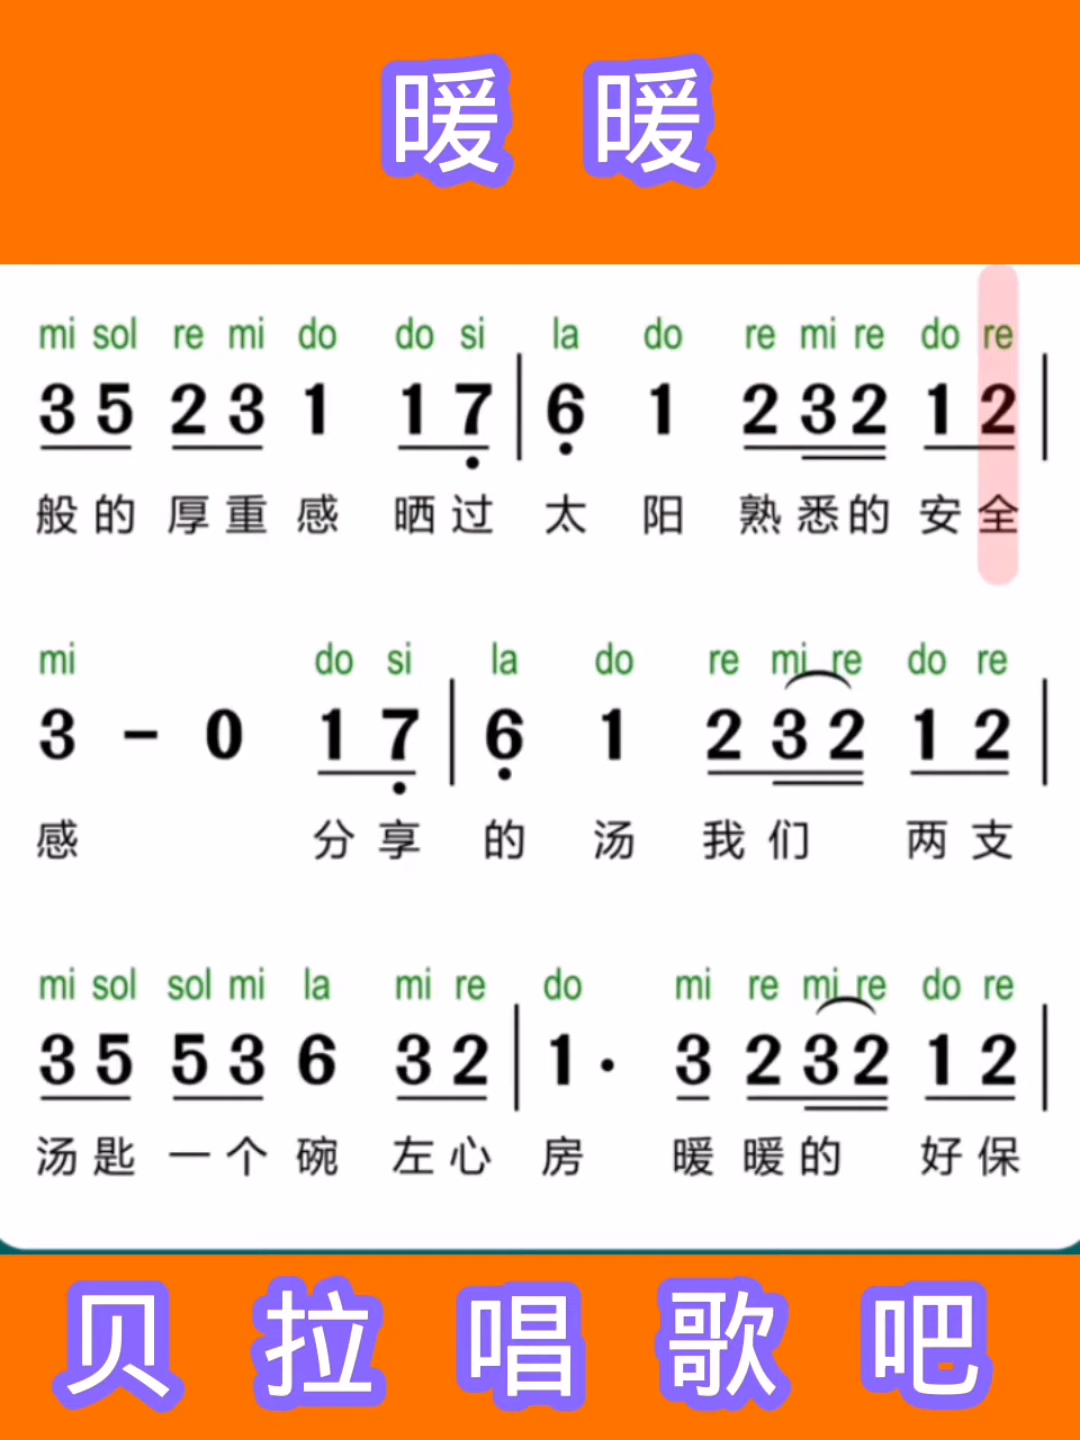 暖 暖
mi sol re mi do do si la do re mi re do re
3 5 2 3 1 1 7 | 6 1 2 3 2 1 2 |
般的 厚重 感 晒过 太 阳 熟悉的 安全
mi do si la do re mi re do re
3 - 0 1 7 | 6 1 2 3 2 1 2 |
感 分享 的 汤 我们 两支
mi sol sol mi la mi re do mi re mi re do re
3 5 5 3 6 3 2 | 1 · 3 2 3 2 1 2 |
汤匙 一个 碗 左心 房 暖 暖的 好保
贝 拉 唱 歌 吧